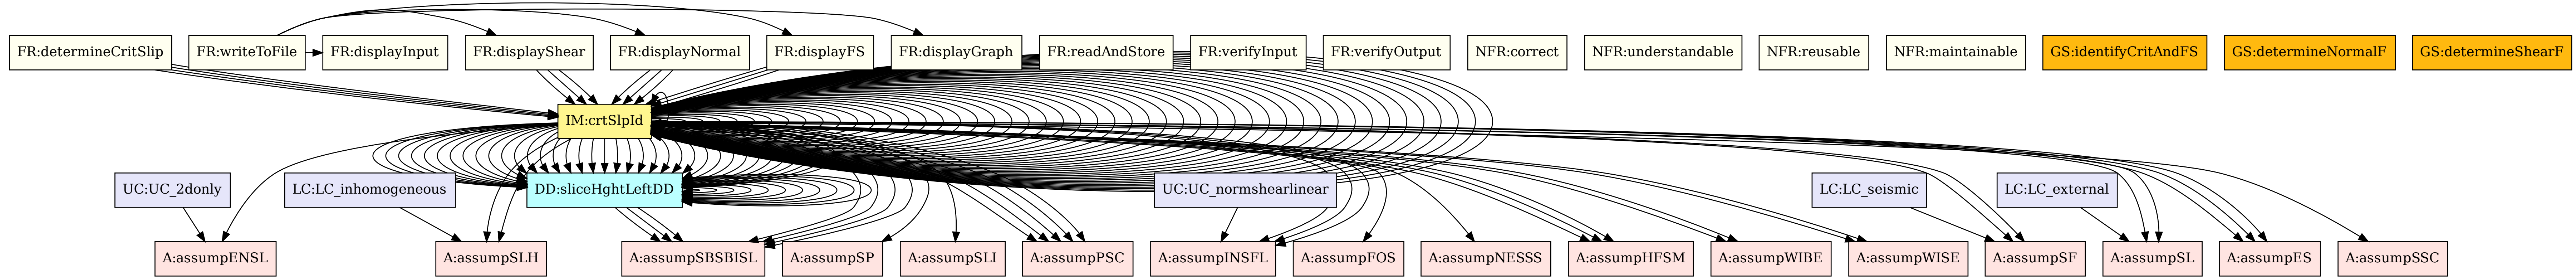 FR:determineCritSlip
FR:writeToFile
FR:displayInput
FR:displayShear
FR:displayNormal
FR:displayFS
FR:displayGraph
FR:readAndStore
FR:verifyInput
FR:verifyOutput
NFR:correct
NFR:understandable
NFR:reusable
NFR:maintainable
GS:identifyCritAndFS
GS:determineNormalF
GS:determineShearF
IM:crtSlpId
UC:UC_2donly
LC:LC_inhomogeneous
DD:sliceHghtLeftDD
UC:UC_normshearlinear
LC:LC_seismic
LC:LC_external
A:assumpENSL
A:assumpSLH
A:assumpSBSBISL
A:assumpSP
A:assumpSLI
A:assumpPSC
A:assumpINSFL
A:assumpFOS
A:assumpNESSS
A:assumpHFSM
A:assumpWIBE
A:assumpWISE
A:assumpSF
A:assumpSL
A:assumpES
A:assumpSSC